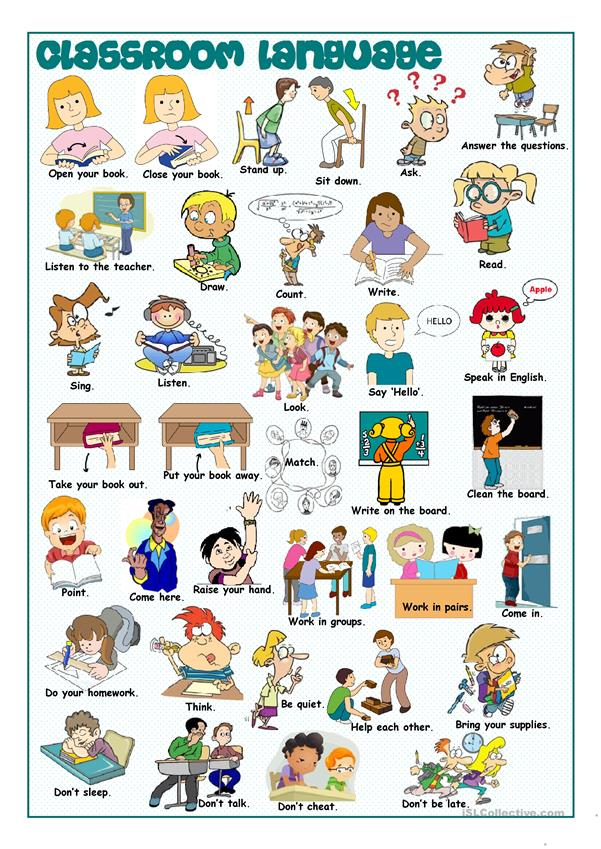 CLASSROOM LANGUAGE
Open your book.
Close your book.
Stand up.
Sit down.
Ask.
Answer the questions.
Listen to the teacher.
Draw.
Count.
Write.
Read.
Sing.
Listen.
Look.
HELLO
Say 'Hello'.
Apple
Speak in English.
Take your book out.
Put your book away.
Match.
Write on the board.
Clean the board.
Point.
Come here.
Raise your hand.
Work in groups.
Work in pairs.
Come in.
Do your homework.
Think.
Be quiet.
Help each other.
Bring your supplies.
Don't sleep.
Don't talk.
Don't cheat.
Don't be late.
iSLCollective.com